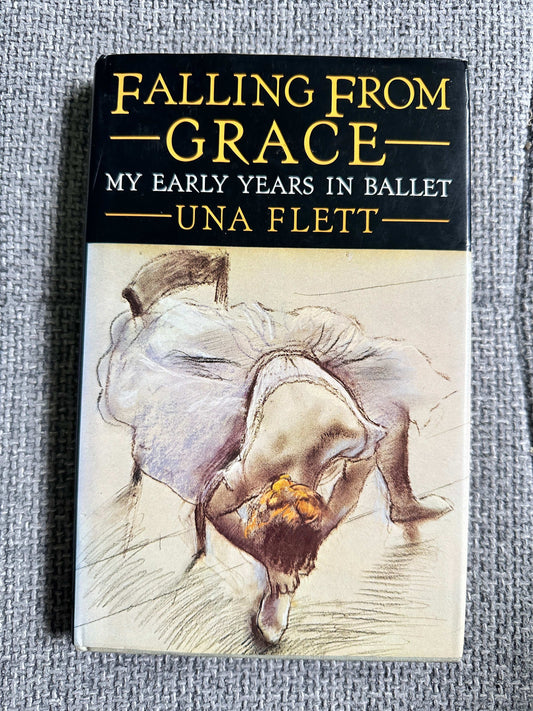 FALLING FROM
GRACE
MY EARLY YEARS IN BALLET
UNA FLETT